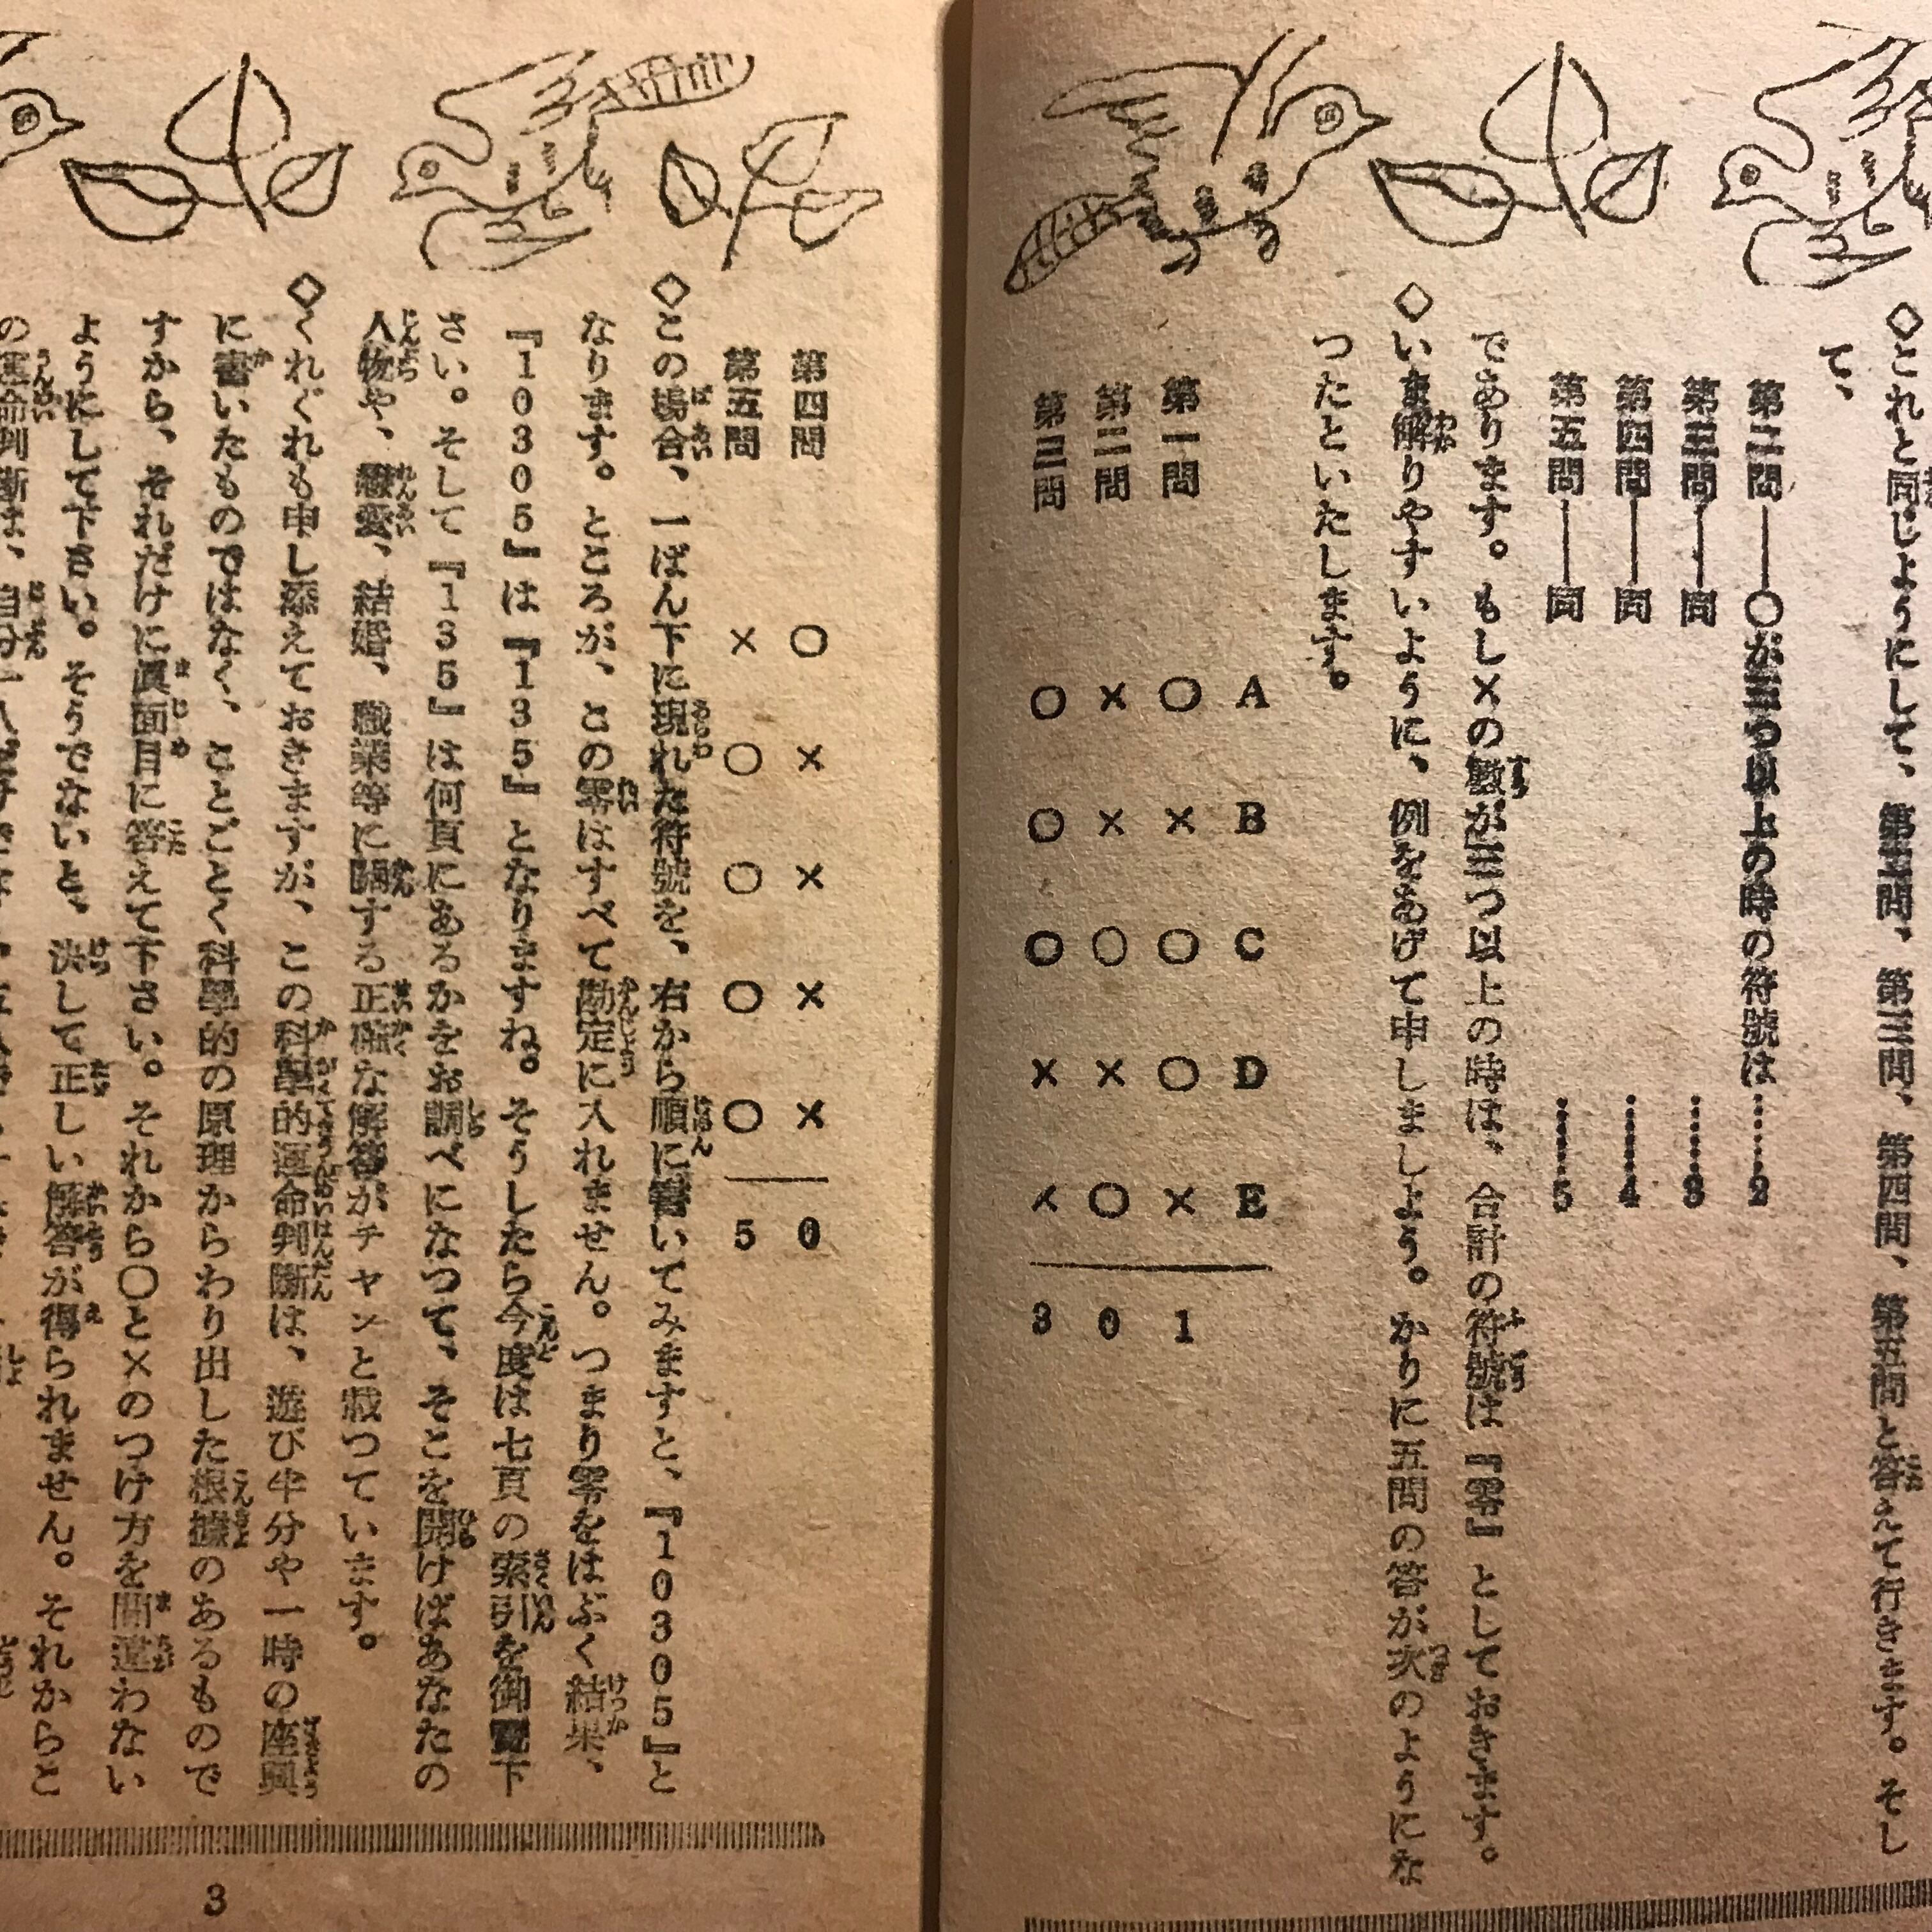 ◇これと同じようにして、第二問、第三問、第四問、第五問と答えて行きます。そし
て、
第二問――〇が三つ以上の時の符號は……2
第三問――同……3
第四問――同……4
第五問――同……5
であります。もし×の數が三つ以上の時は、合計の符號は『零』としておきます。
◇いま解りやすいように、例をあげて申しましよう。かりに五問の答が次のようにな
つたといたします。
A B C D E
第一問 〇 × 〇 〇 × 1
第二問 × × 〇 × 〇 0
第三問 〇 〇 〇 × × 3
第四問 〇 × × × × 0
第五問 × 〇 〇 〇 〇 5
◇この場合、一ばん下に現れた符號を、右から順に書いてみますと、『10305』と
なります。ところが、この零はすべて勘定に入れません。つまり零をはぶく結果、
『10305』は『135』となりますね。そうしたら今度は七頁の索引を御覽下
さい。そして『135』は何頁にあるかをお調べになつて、そこを開けばあなたの
人物や、戀愛、結婚、職業等に關する正確な解答がチャンと載つています。
◇くれぐれも申し添えておきますが、この科學的運命判斷は、遊び半分や一時の座興
に書いたものではなく、ことごとく科學的の原理からわり出した根據のあるもので
すから、それだけに眞面目に答えて下さい。それから〇と×のつけ方を間違わない
ようにして下さい。そうでないと、決して正しい解答が得られません。それからこ
の運命判斷は、自分一人
3